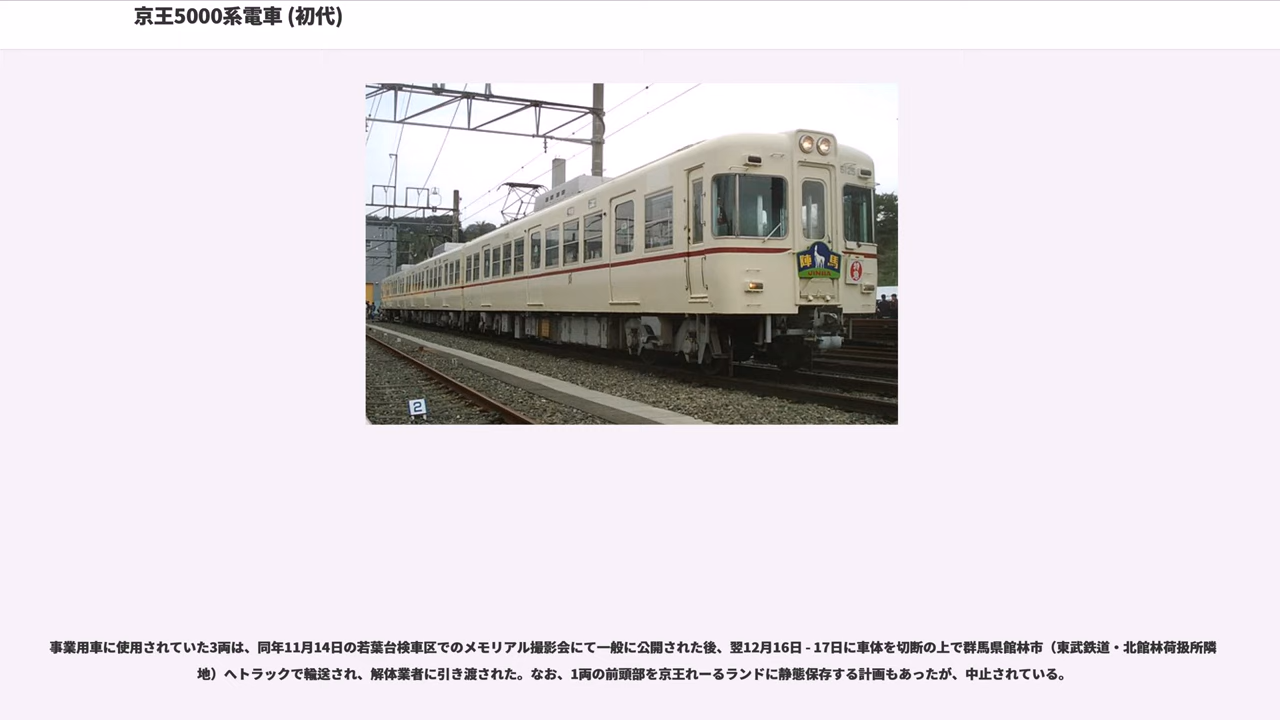 京王5000系電車 (初代)
陣馬
2
事業用車に使用されていた3両は、同年11月14日の若葉台検車区でのメモリアル撮影会にて一般に公開された後、翌12月16日 - 17日に車体を切断の上で群馬県館林市（東武鉄道・北館林荷扱所隣
地）へトラックで輸送され、解体業者に引き渡された。なお、1両の前頭部を京王れーるランドに静態保存する計画もあったが、中止されている。